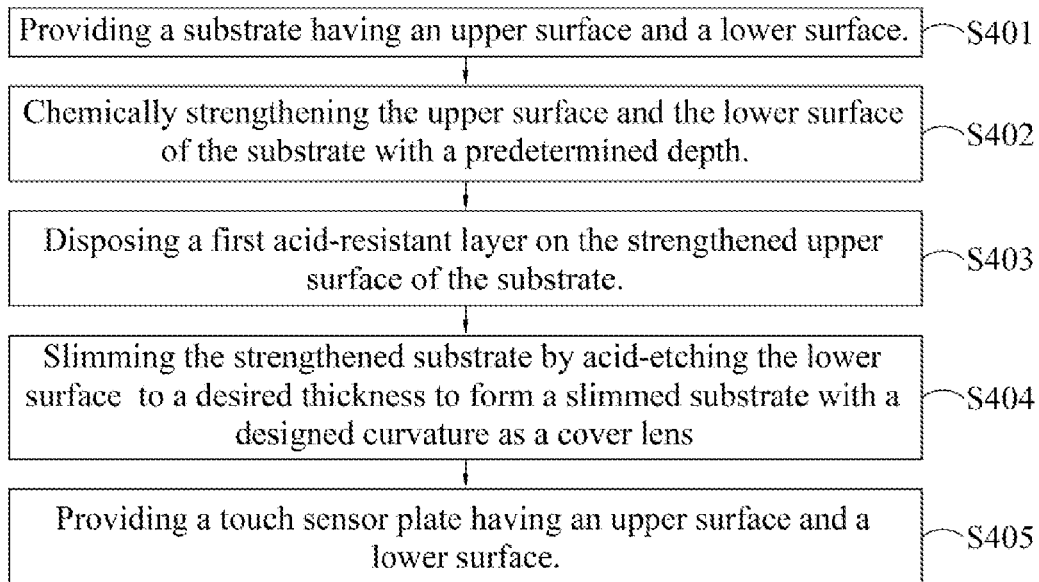 Providing a substrate having an upper surface and a lower surface. S401
Chemically strengthening the upper surface and the lower surface
of the substrate with a predetermined depth.
S402
Disposing a first acid-resistant layer on the strengthened upper
surface of the substrate.
S403
Slimming the strengthened substrate by acid-etching the lower
surface to a desired thickness to form a slimmed substrate with a
designed curvature as a cover lens
S404
Providing a touch sensor plate having an upper surface and a
lower surface.
S405